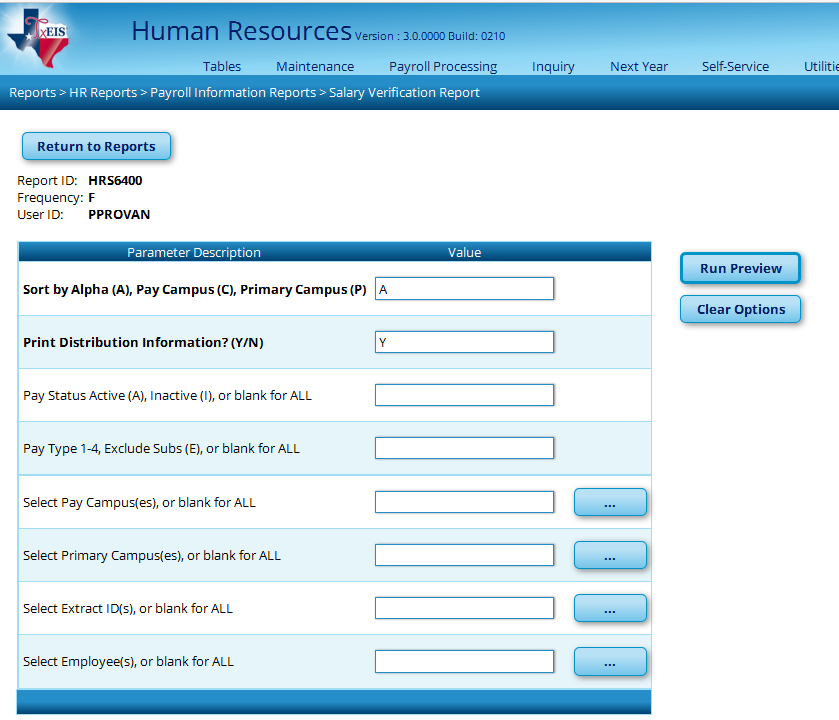 TxEIS
Human Resources Version : 3.0.0000 Build: 0210
Tables Maintenance Payroll Processing Inquiry Next Year Self-Service Utilitie
Reports > HR Reports > Payroll Information Reports > Salary Verification Report
Return to Reports
Report ID: HRS6400
Frequency: F
User ID: PPROVAN
Parameter Description Value
Sort by Alpha (A), Pay Campus (C), Primary Campus (P) A
Run Preview
Clear Options
Print Distribution Information? (Y/N) Y
Pay Status Active (A), Inactive (I), or blank for ALL
Pay Type 1-4, Exclude Subs (E), or blank for ALL
Select Pay Campus(es), or blank for ALL ...
Select Primary Campus(es), or blank for ALL ...
Select Extract ID(s), or blank for ALL ...
Select Employee(s), or blank for ALL ...